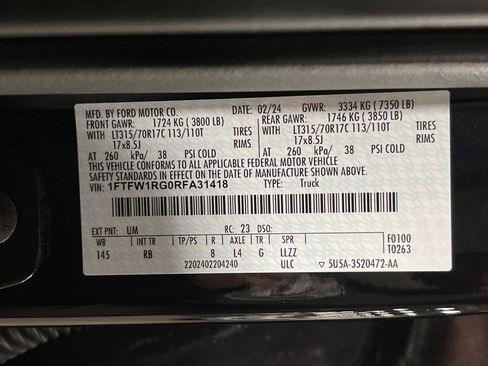 MFD. BY FORD MOTOR CO. DATE: 02/24 GVWR: 3334 KG ( 7350 LB)
FRONT GAWR: 1724 KG ( 3800 LB) REAR GAWR: 1746 KG ( 3850 LB)
WITH LT315/70R17C 113/110T TIRES WITH LT315/70R17C 113/110T TIRES
17x8.5J RIMS 17x8.5J RIMS
AT 260 kPa/ 38 PSI COLD AT 260 kPa/ 38 PSI COLD
THIS VEHICLE CONFORMS TO ALL APPLICABLE FEDERAL MOTOR VEHICLE
SAFETY STANDARDS IN EFFECT ON THE DATE OF MANUFACTURE SHOWN ABOVE.
VIN: 1FTFW1RG0RFA31418 TYPE: Truck
EXT PNT: UM RC: 23 DSO:
WB INT TR TP/PS R AXLE TR SPR F0100
145 RB 8 L4 G LLZZ T0263
2202402204240 ULC ▽ 5U5A-3520472-AA